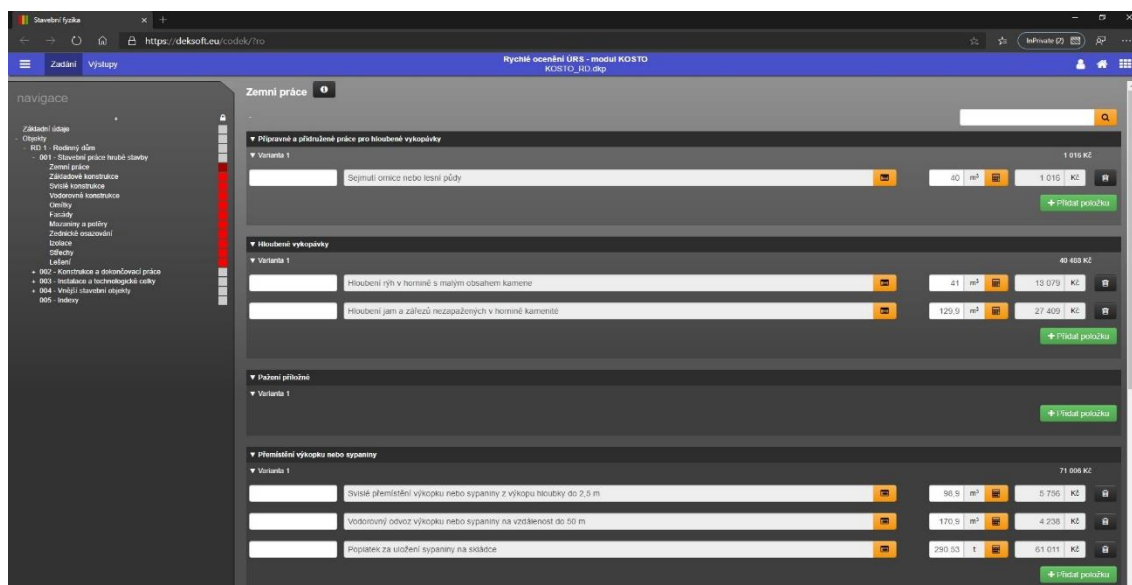 Stavební fyzika
https://deksoft.eu/codek/?ro
InPrivate (2)
Zadání Výstupy
Rychlé ocenění ÚRS - modul KOSTO
KOSTO_RD.dkp
navigace
Základní údaje
Objekty
RD 1 - Rodinný dům
001 - Stavební práce hrubé stavby
Zemní práce
Základové konstrukce
Svislé konstrukce
Vodorovné konstrukce
Omítky
Fasády
Mazaniny a potěry
Zednické osazování
Izolace
Střechy
Lešení
+ 002 - Konstrukce a dokončovací práce
+ 003 - Instalace a technologické celky
+ 004 - Vnější stavební objekty
005 - Indexy
Zemní práce
▼ Přípravné a přidružené práce pro hloubené vykopávky
▼ Varianta 1 1 016 Kč
Sejmutí ornice nebo lesní půdy 40 m³ 1 016 Kč
+ Přidat položku
▼ Hloubené vykopávky
▼ Varianta 1 40 488 Kč
Hloubení rýh v hornině s malým obsahem kamene 41 m³ 13 079 Kč
Hloubení jam a zářezů nezapažených v hornině kamenité 129,9 m³ 27 409 Kč
+ Přidat položku
▼ Pažení příložné
▼ Varianta 1
+ Přidat položku
▼ Přemístění výkopku nebo sypaniny
▼ Varianta 1 71 006 Kč
Svislé přemístění výkopku nebo sypaniny z výkopu hloubky do 2,5 m 98,9 m³ 5 756 Kč
Vodorovný odvoz výkopku nebo sypaniny na vzdálenost do 50 m 170,9 m³ 4 238 Kč
Poplatek za uložení sypaniny na skládce 290.53 t 61 011 Kč
+ Přidat položku